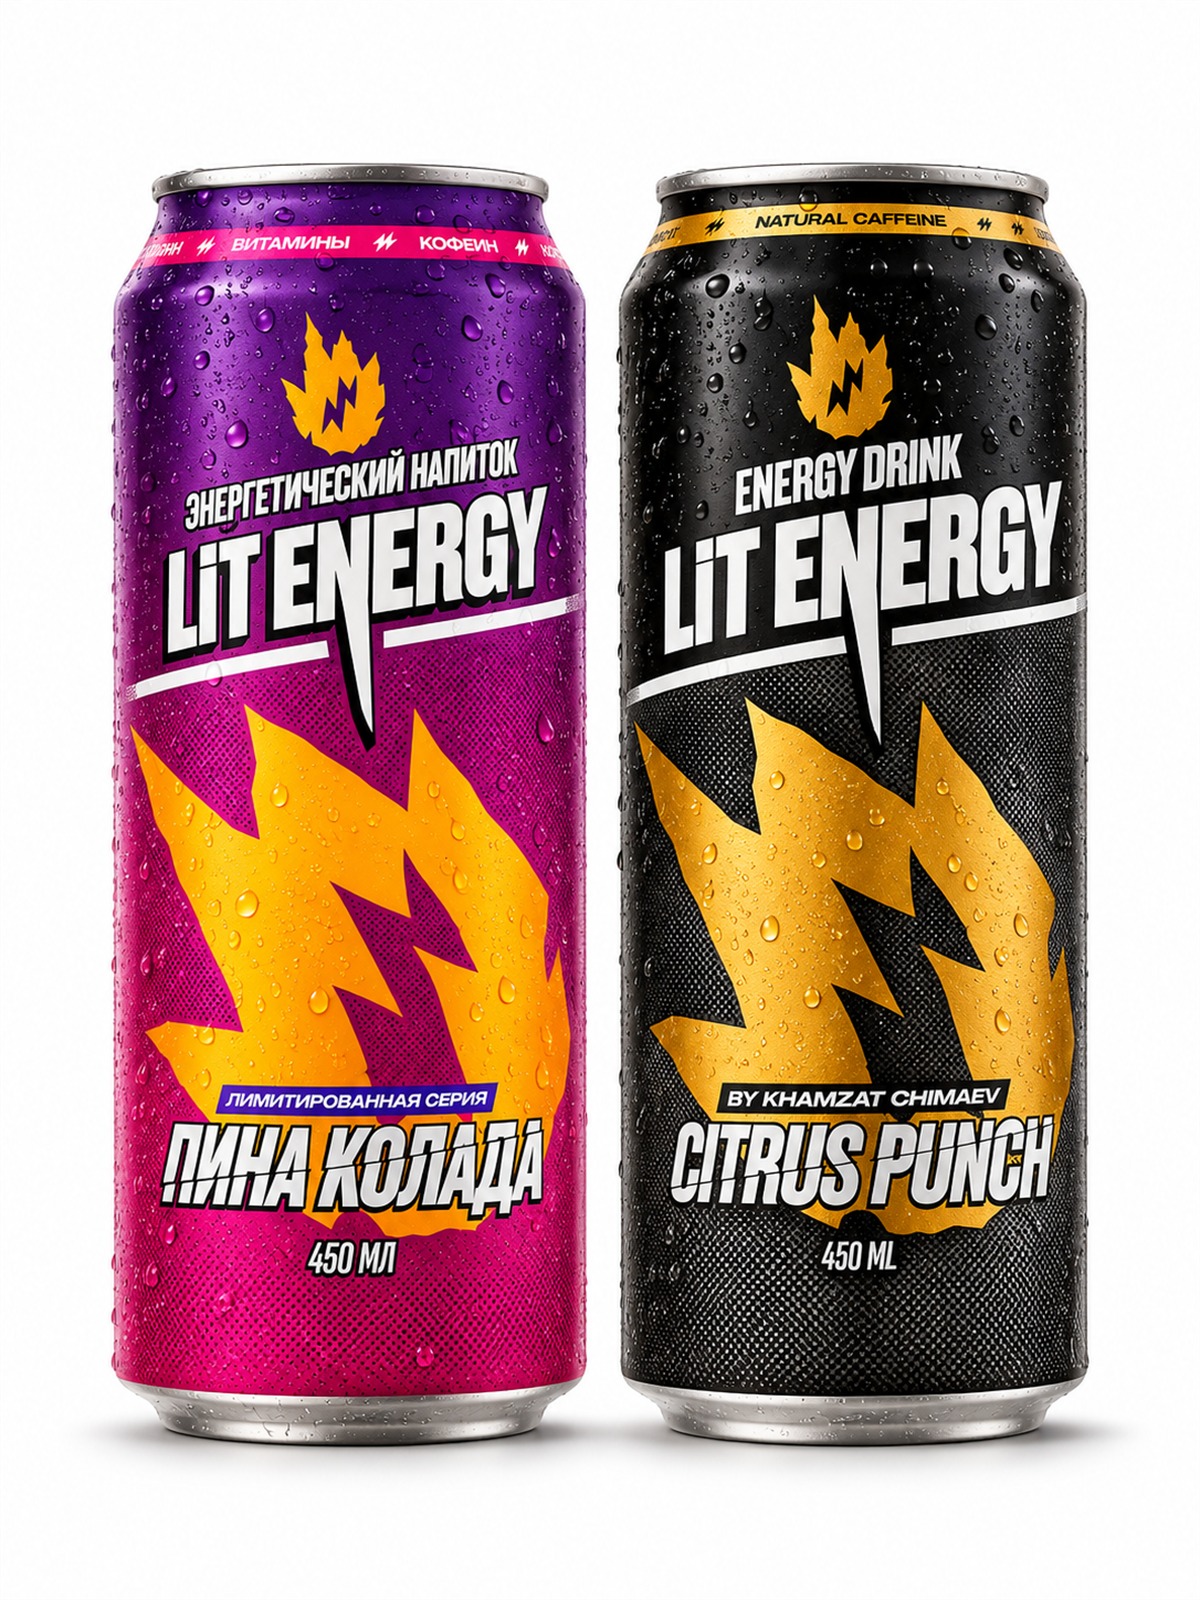 ВИТАМИНЫ КОФЕИН
ЭНЕРГЕТИЧЕСКИЙ НАПИТОК
LiT ENERGY
ЛИМИТИРОВАННАЯ СЕРИЯ
ПИНА КОЛАДА
450 МЛ
NATURAL CAFFEINE
ENERGY DRINK
LiT ENERGY
BY KHAMZAT CHIMAEV
CITRUS PUNCH
450 ML